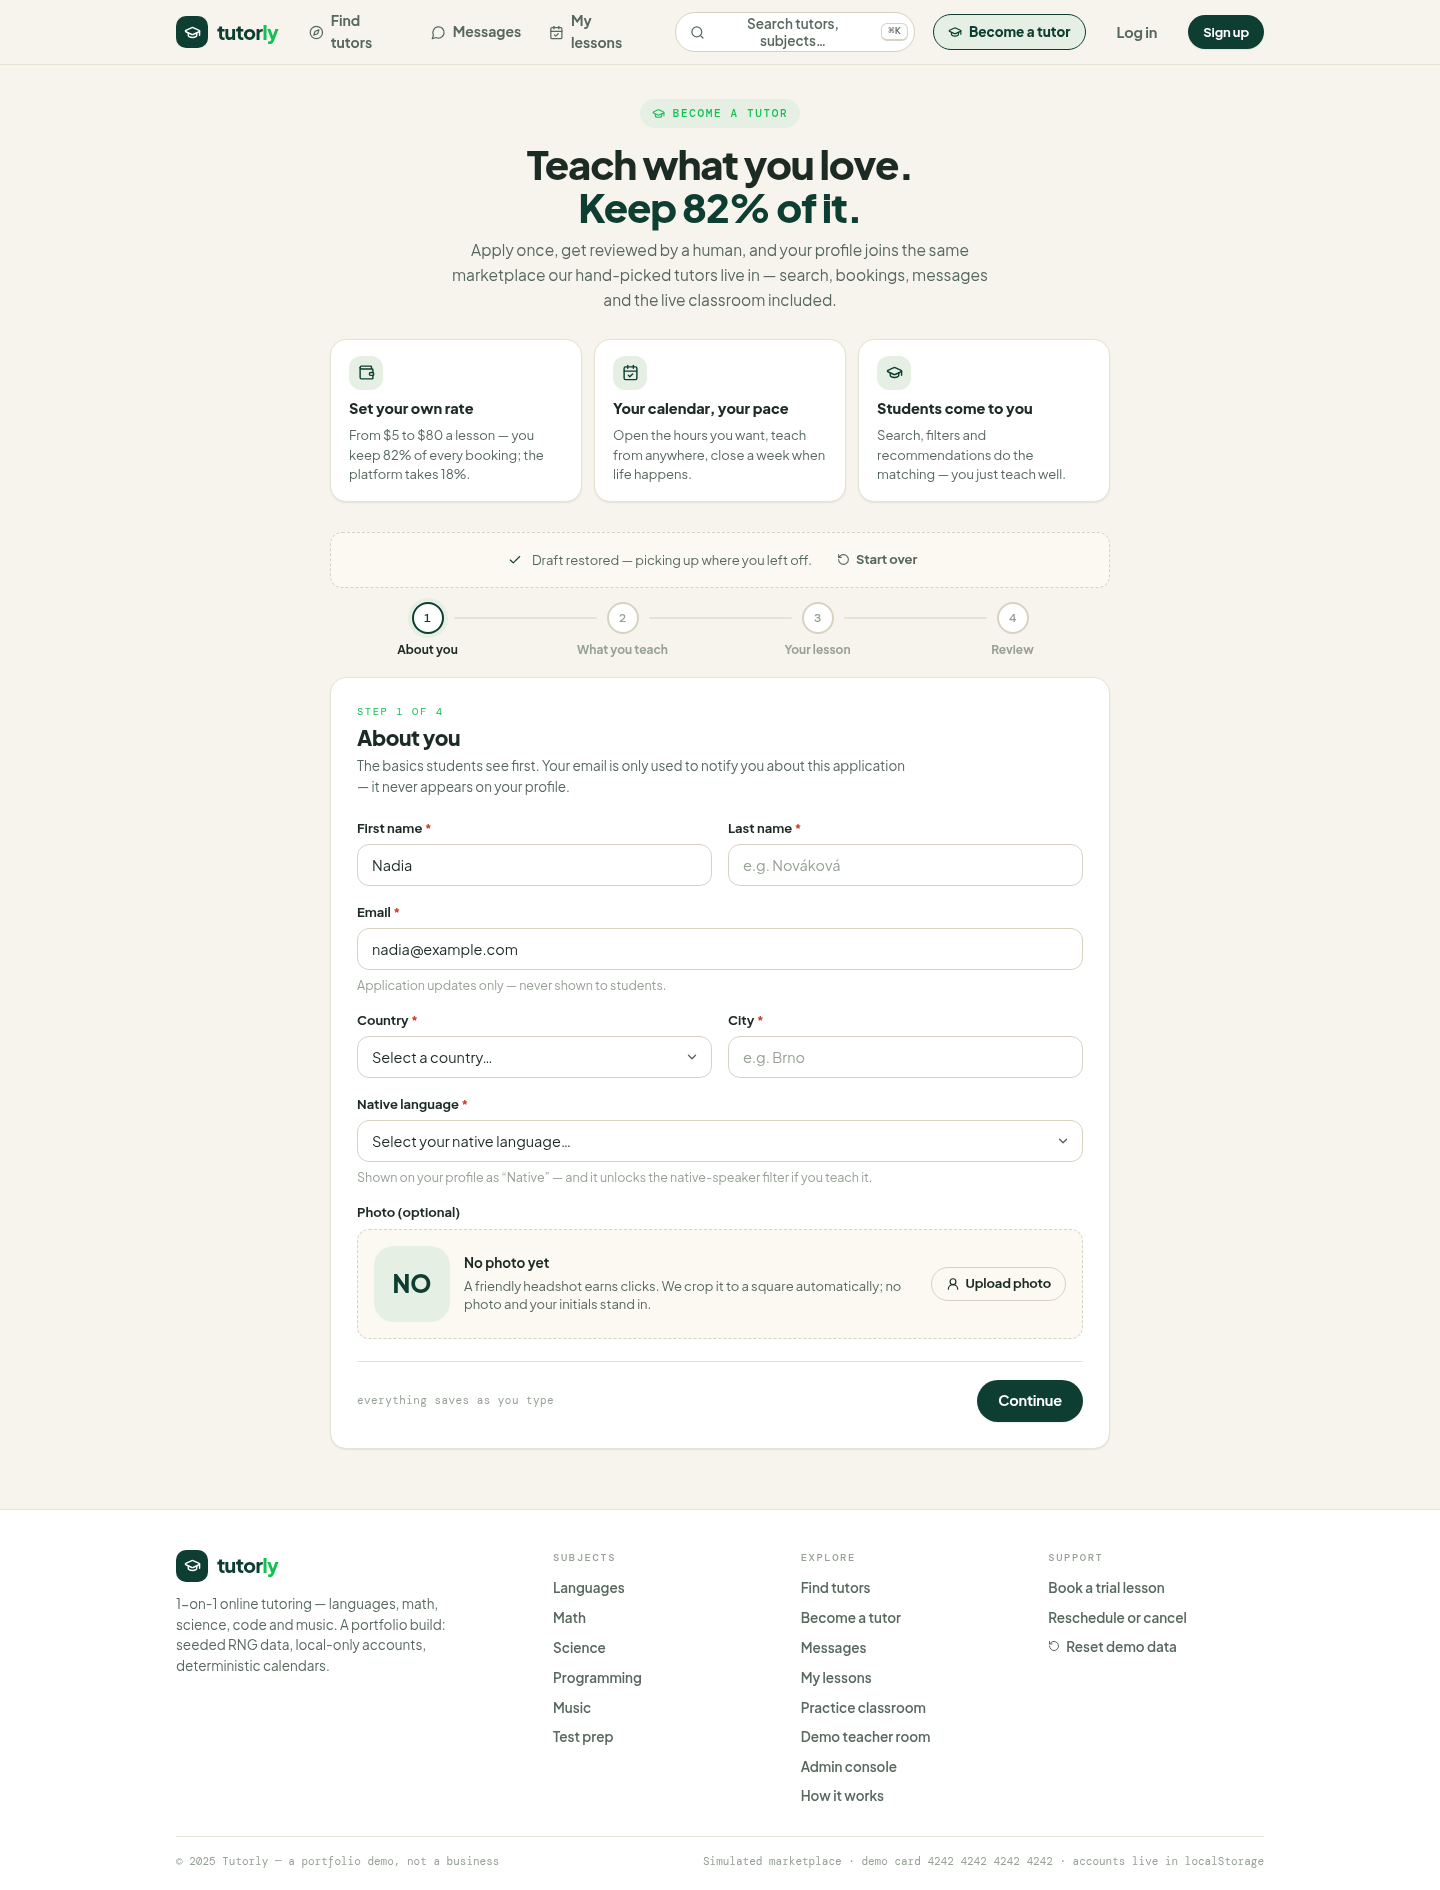 tutorly
Find tutors
Messages
My lessons
Search tutors, subjects…
⌘K
Become a tutor
Log in
Sign up
BECOME A TUTOR
Teach what you love.
Keep 82% of it.
Apply once, get reviewed by a human, and your profile joins the same
marketplace our hand-picked tutors live in — search, bookings, messages
and the live classroom included.
Set your own rate
From $5 to $80 a lesson — you
keep 82% of every booking; the
platform takes 18%.
Your calendar, your pace
Open the hours you want, teach
from anywhere, close a week when
life happens.
Students come to you
Search, filters and
recommendations do the
matching — you just teach well.
Draft restored — picking up where you left off.
Start over
1
2
3
4
About you
What you teach
Your lesson
Review
STEP 1 OF 4
About you
The basics students see first. Your email is only used to notify you about this application
— it never appears on your profile.
First name *
Last name *
Nadia
e.g. Nováková
Email *
nadia@example.com
Application updates only — never shown to students.
Country *
City *
Select a country…
e.g. Brno
Native language *
Select your native language…
Shown on your profile as “Native” — and it unlocks the native-speaker filter if you teach it.
Photo (optional)
NO
No photo yet
A friendly headshot earns clicks. We crop it to a square automatically; no
photo and your initials stand in.
Upload photo
everything saves as you type
Continue
tutorly
1-on-1 online tutoring — languages, math,
science, code and music. A portfolio build:
seeded RNG data, local-only accounts,
deterministic calendars.
SUBJECTS
Languages
Math
Science
Programming
Music
Test prep
EXPLORE
Find tutors
Become a tutor
Messages
My lessons
Practice classroom
Demo teacher room
Admin console
How it works
SUPPORT
Book a trial lesson
Reschedule or cancel
Reset demo data
© 2025 Tutorly — a portfolio demo, not a business
Simulated marketplace · demo card 4242 4242 4242 4242 · accounts live in localStorage